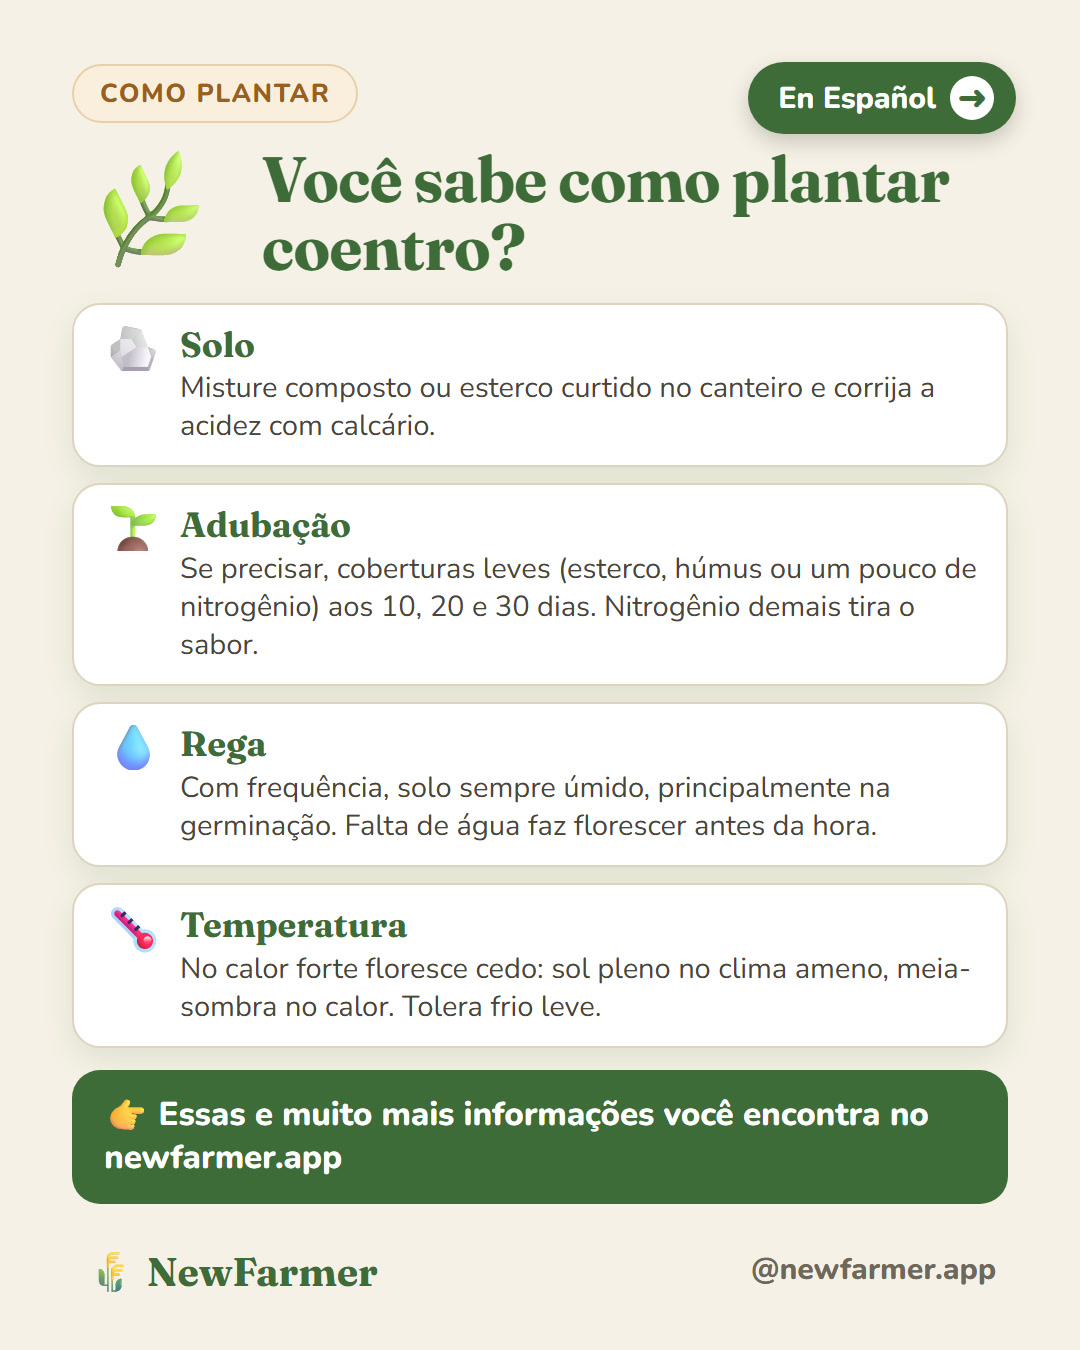 COMO PLANTAR
En Español
Você sabe como plantar
coentro?
Solo
Misture composto ou esterco curtido no canteiro e corrija a
acidez com calcário.
Adubação
Se precisar, coberturas leves (esterco, húmus ou um pouco de
nitrogênio) aos 10, 20 e 30 dias. Nitrogênio demais tira o
sabor.
Rega
Com frequência, solo sempre úmido, principalmente na
germinação. Falta de água faz florescer antes da hora.
Temperatura
No calor forte floresce cedo: sol pleno no clima ameno, meia-
sombra no calor. Tolera frio leve.
Essas e muito mais informações você encontra no
newfarmer.app
NewFarmer
@newfarmer.app